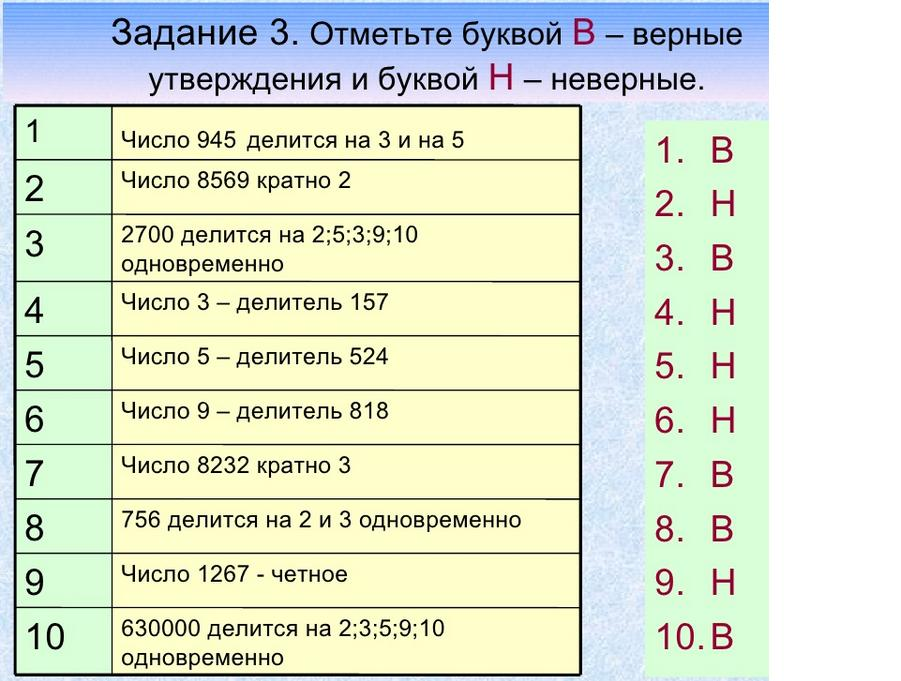 Задание 3. Отметьте буквой В – верные
утверждения и буквой Н – неверные.
1 Число 945 делится на 3 и на 5
2 Число 8569 кратно 2
3 2700 делится на 2;5;3;9;10
одновременно
4 Число 3 – делитель 157
5 Число 5 – делитель 524
6 Число 9 – делитель 818
7 Число 8232 кратно 3
8 756 делится на 2 и 3 одновременно
9 Число 1267 - четное
10 630000 делится на 2;3;5;9;10
одновременно
1. В
2. Н
3. В
4. Н
5. Н
6. Н
7. В
8. В
9. Н
10. В